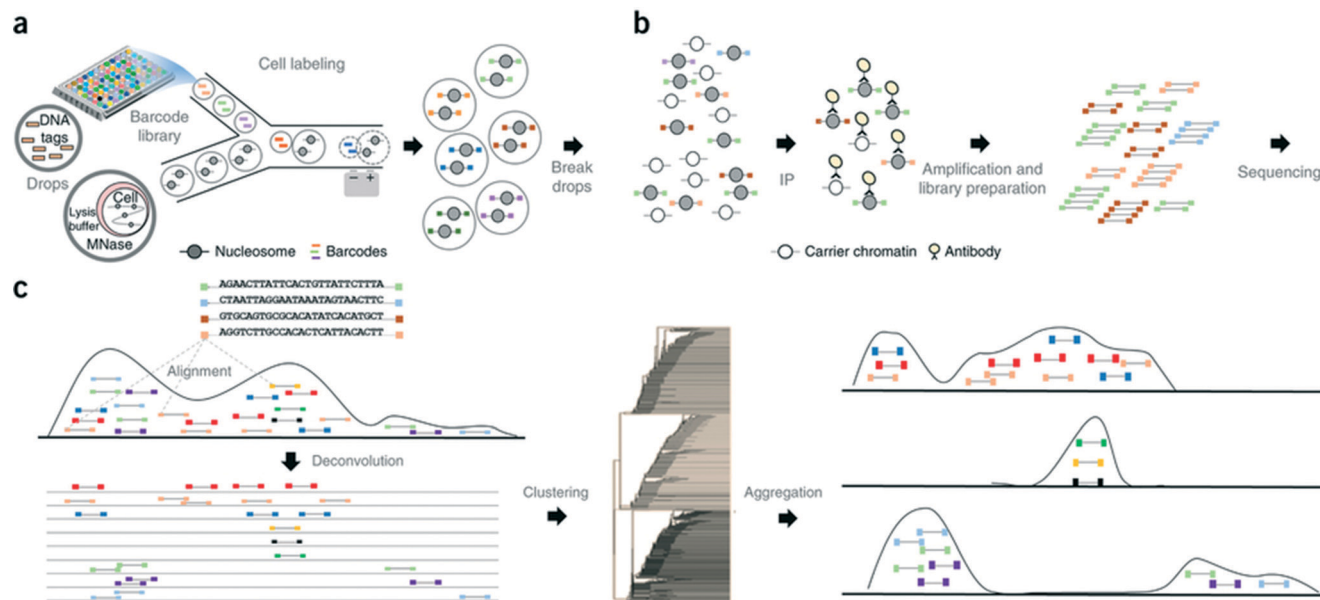 a
Cell labeling
Barcode
library
DNA
tags
Drops
Cell
Lysis
buffer
MNase
− +
Nucleosome
Barcodes
Break
drops
b
IP
Amplification and
library preparation
Sequencing
Carrier chromatin
Antibody
c
AGAACTTATTCACTGTTATTCTTTA
CTAATTAGGAATAAATAGTAACTTC
GTGCAGTGCGCACATATCACATGCT
AGGTCTTGCCACACTCATTACACTT
Alignment
Deconvolution
Clustering
Aggregation